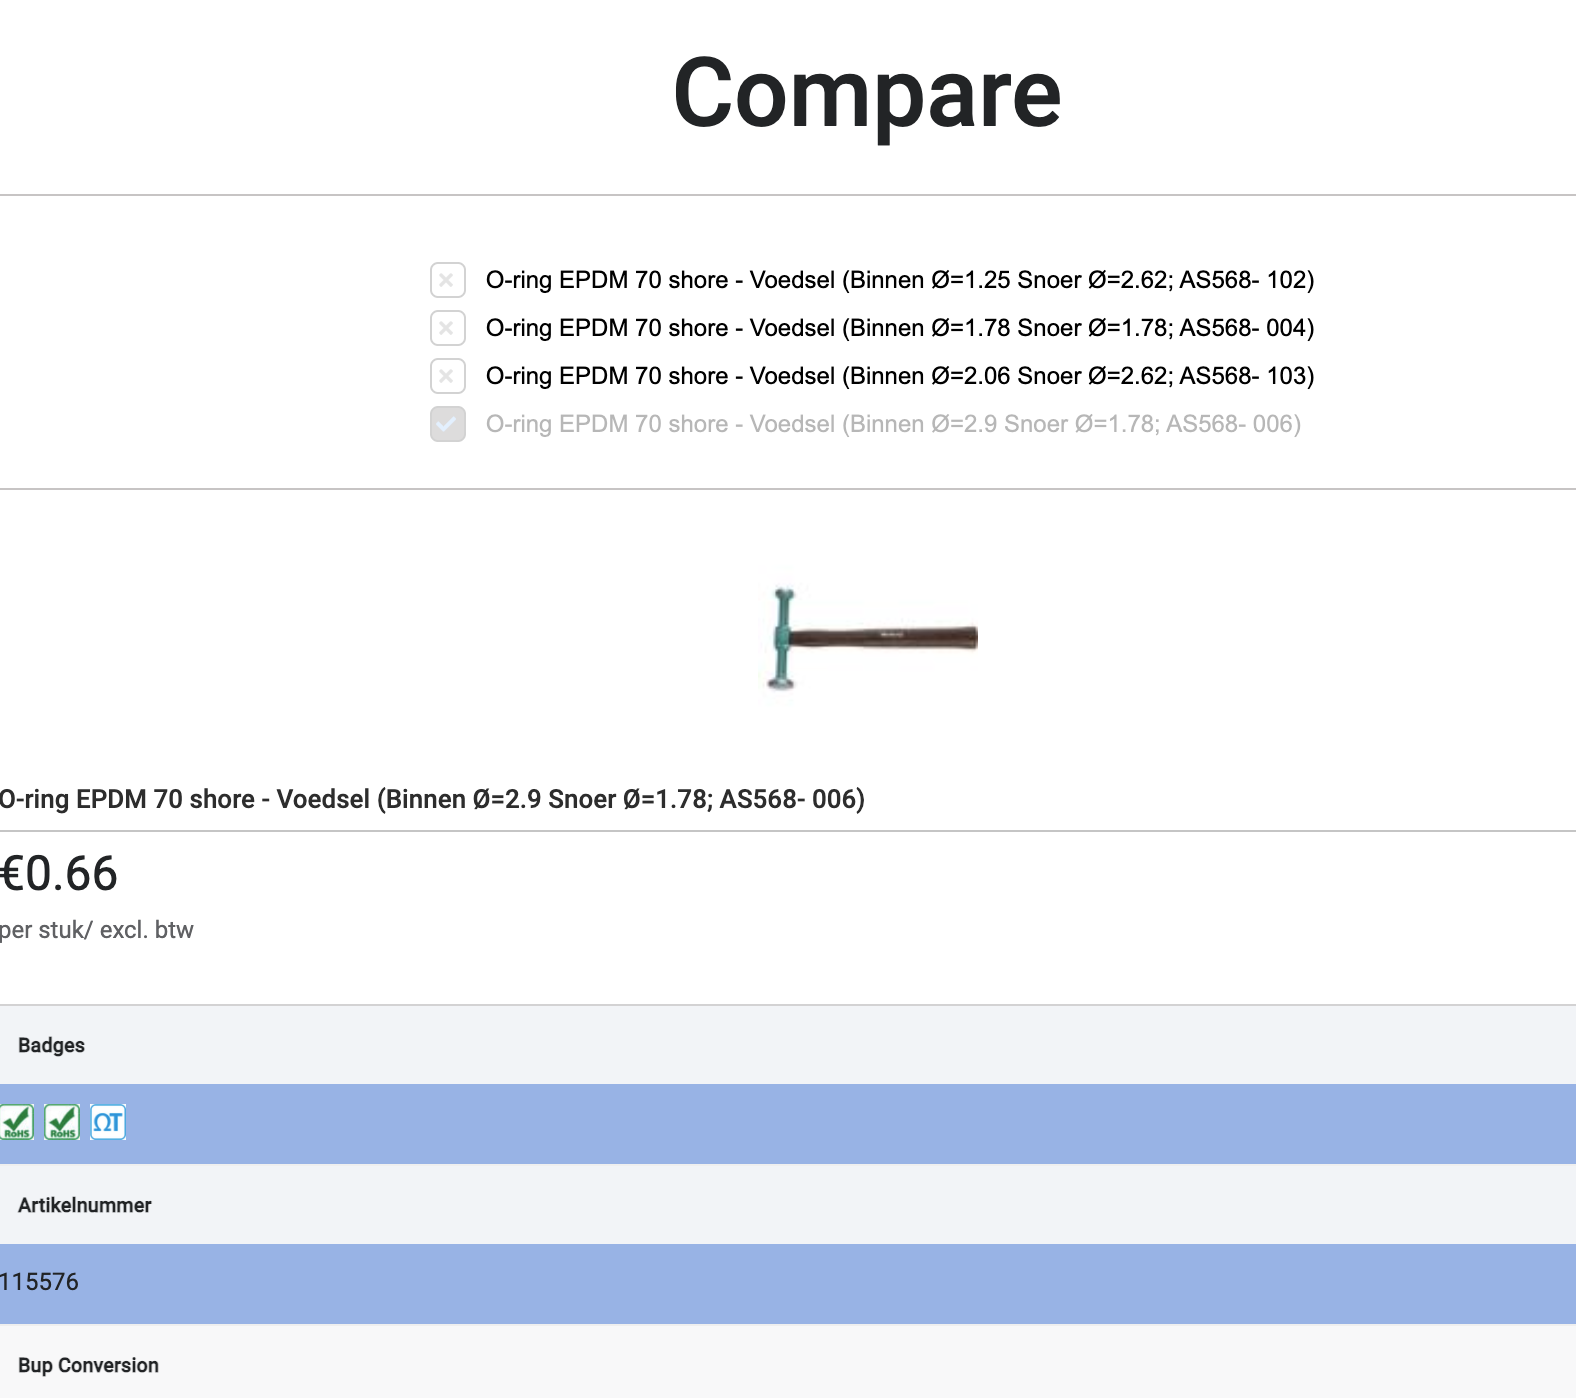 Compare
O-ring EPDM 70 shore - Voedsel (Binnen Ø=1.25 Snoer Ø=2.62; AS568- 102)
O-ring EPDM 70 shore - Voedsel (Binnen Ø=1.78 Snoer Ø=1.78; AS568- 004)
O-ring EPDM 70 shore - Voedsel (Binnen Ø=2.06 Snoer Ø=2.62; AS568- 103)
O-ring EPDM 70 shore - Voedsel (Binnen Ø=2.9 Snoer Ø=1.78; AS568- 006)
O-ring EPDM 70 shore - Voedsel (Binnen Ø=2.9 Snoer Ø=1.78; AS568- 006)
€0.66
per stuk/ excl. btw
Badges
RoHS RoHS ΩT
Artikelnummer
115576
Bup Conversion